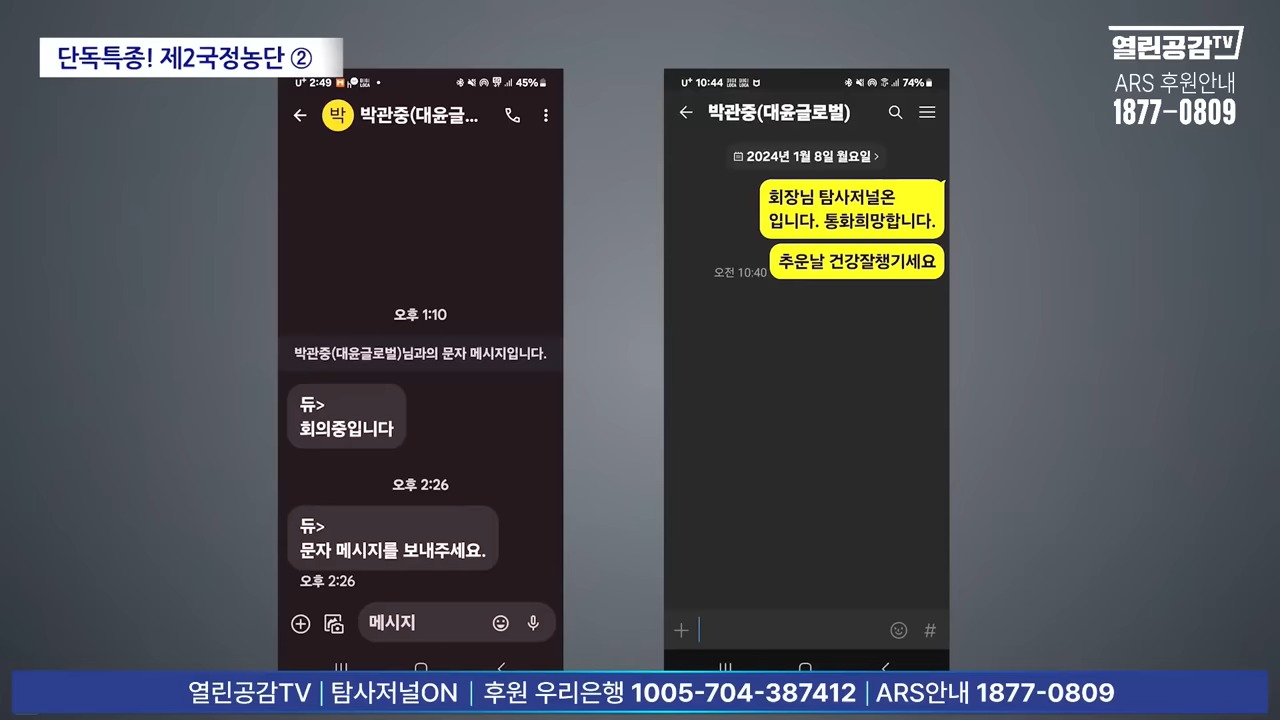 단독특종! 제2국정농단 ②
열린공감TV
ARS 후원안내
1877-0809
U+ 2:49
45%
박
박관중(대윤글...
오후 1:10
박관중(대윤글로벌)님과의 문자 메시지입니다.
듀>
회의중입니다
오후 2:26
듀>
문자 메시지를 보내주세요.
오후 2:26
메시지
U+ 10:44
74%
박관중(대윤글로벌)
2024년 1월 8일 월요일 >
회장님 탐사저널온
입니다. 통화희망합니다.
추운날 건강잘챙기세요
오전 10:40
#
열린공감TV | 탐사저널ON | 후원 우리은행 1005-704-387412 | ARS안내 1877-0809